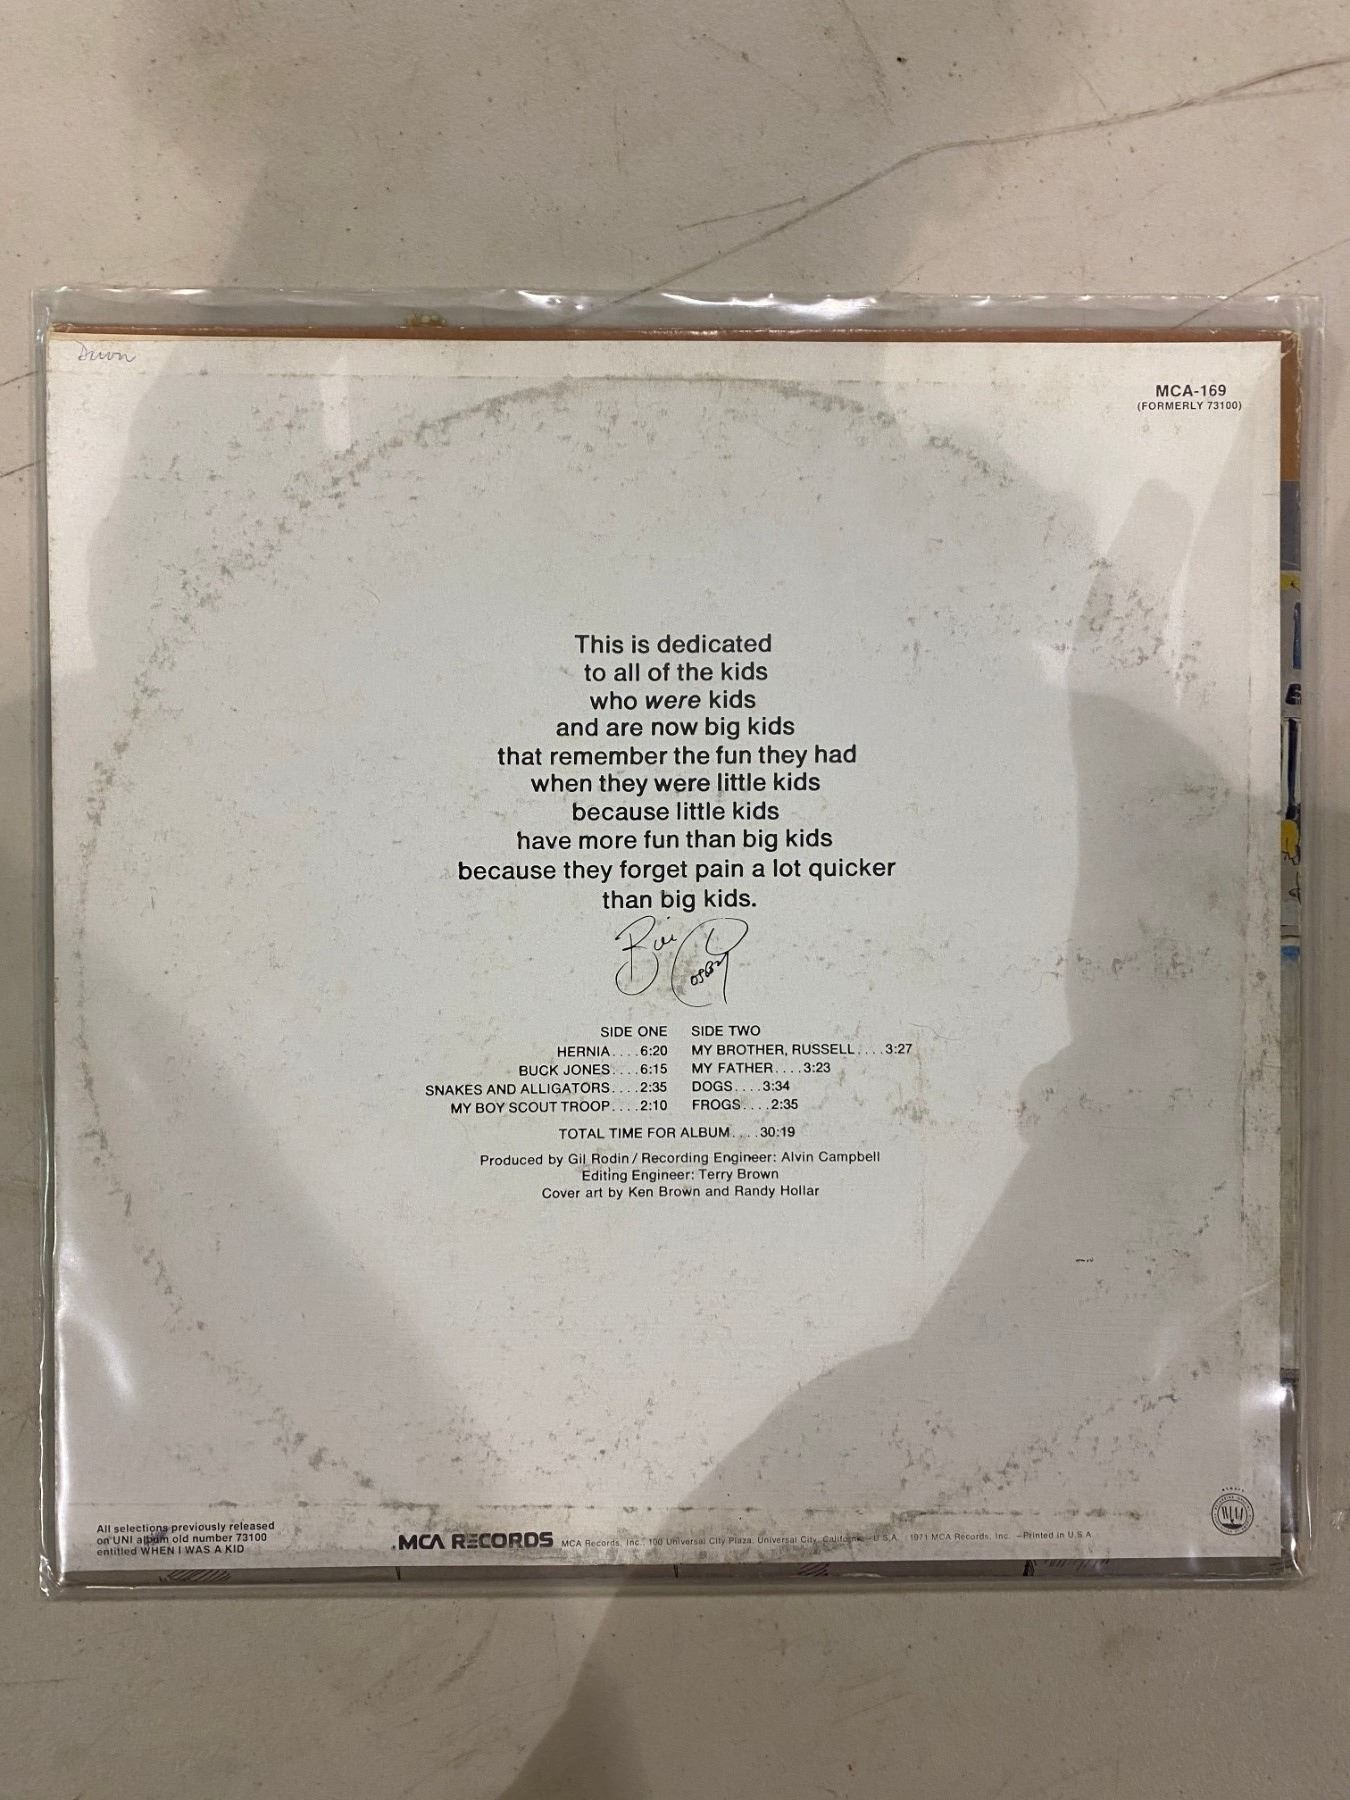 MCA-169
(FORMERLY 73100)
This is dedicated
to all of the kids
who were kids
and are now big kids
that remember the fun they had
when they were little kids
because little kids
have more fun than big kids
because they forget pain a lot quicker
than big kids.
Bill Cosby
SIDE ONE
HERNIA....6:20
BUCK JONES....6:15
SNAKES AND ALLIGATORS....2:35
MY BOY SCOUT TROOP....2:10
SIDE TWO
MY BROTHER, RUSSELL....3:27
MY FATHER....3:23
DOGS....3:34
FROGS....2:35
TOTAL TIME FOR ALBUM....30:19
Produced by Gil Rodin / Recording Engineer: Alvin Campbell
Editing Engineer: Terry Brown
Cover art by Ken Brown and Randy Hollar
All selections previously released
on UNI album old number 73100
entitled WHEN I WAS A KID
MCA RECORDS MCA Records, Inc., 100 Universal City Plaza, Universal City, California—U.S.A. 1971 MCA Records, Inc. —Printed in U.S.A.